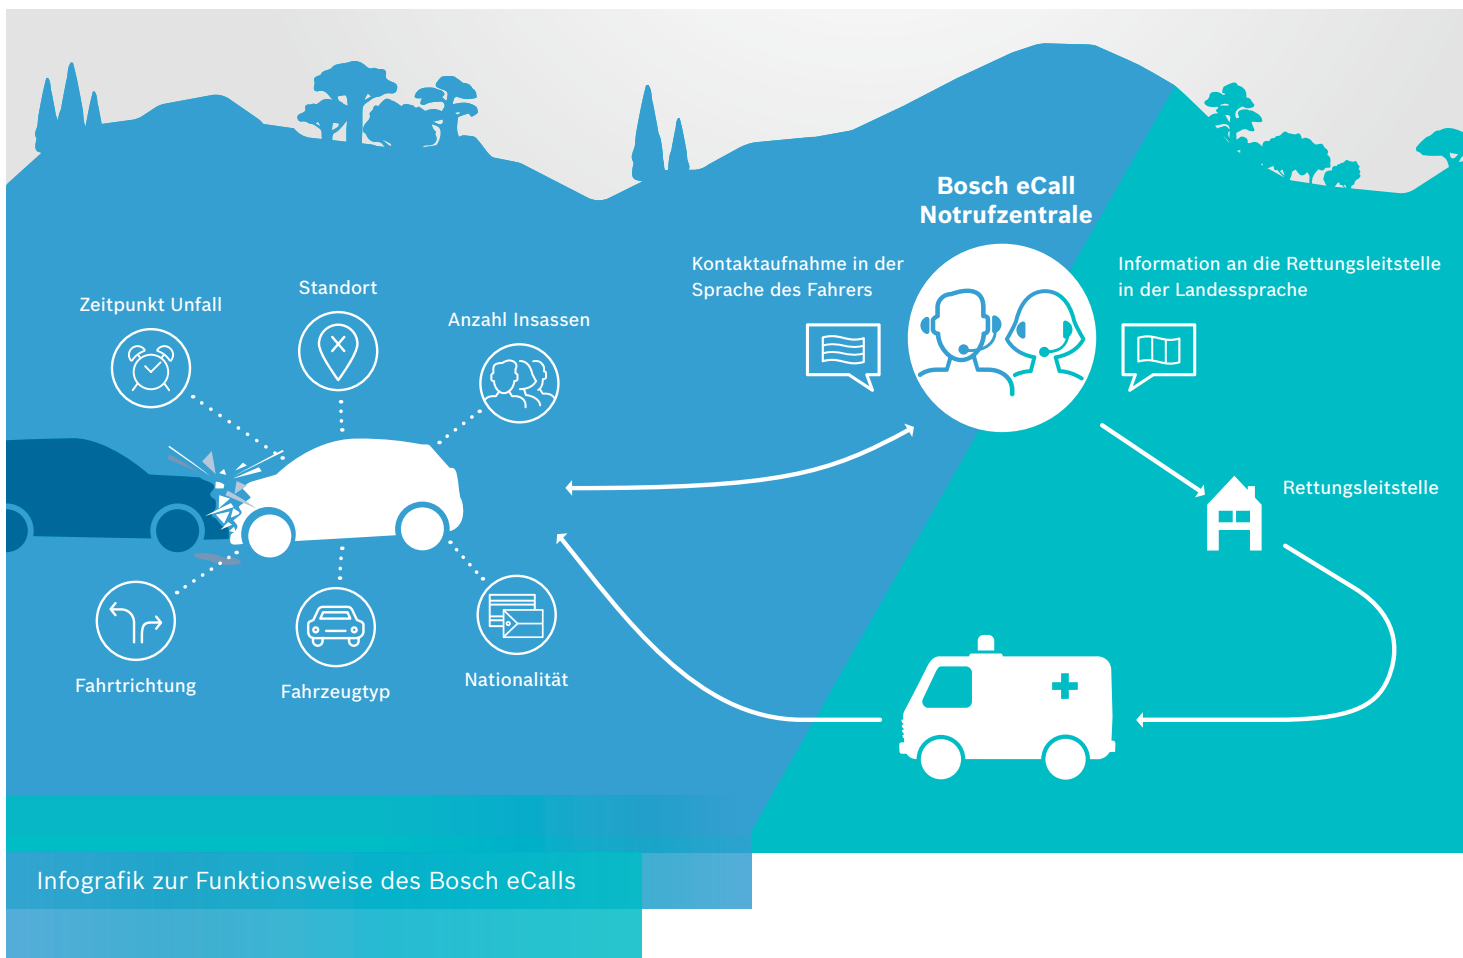 Bosch eCall
Notrufzentrale
Kontaktaufnahme in der
Sprache des Fahrers
Information an die Rettungsleitstelle
in der Landessprache
Zeitpunkt Unfall
Standort
Anzahl Insassen
Rettungsleitstelle
Fahrtrichtung
Fahrzeugtyp
Nationalität
Infografik zur Funktionsweise des Bosch eCalls